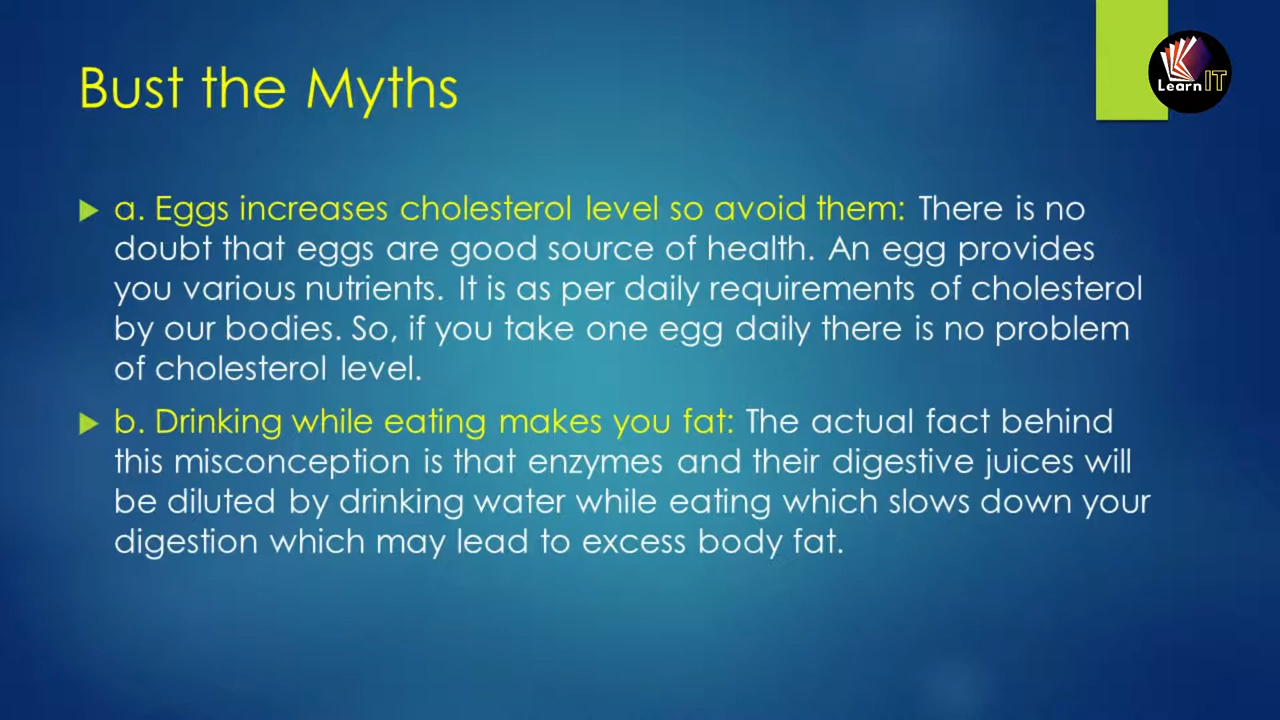 Bust the Myths
Learn IT
a. Eggs increases cholesterol level so avoid them: There is no
doubt that eggs are good source of health. An egg provides
you various nutrients. It is as per daily requirements of cholesterol
by our bodies. So, if you take one egg daily there is no problem
of cholesterol level.
b. Drinking while eating makes you fat: The actual fact behind
this misconception is that enzymes and their digestive juices will
be diluted by drinking water while eating which slows down your
digestion which may lead to excess body fat.